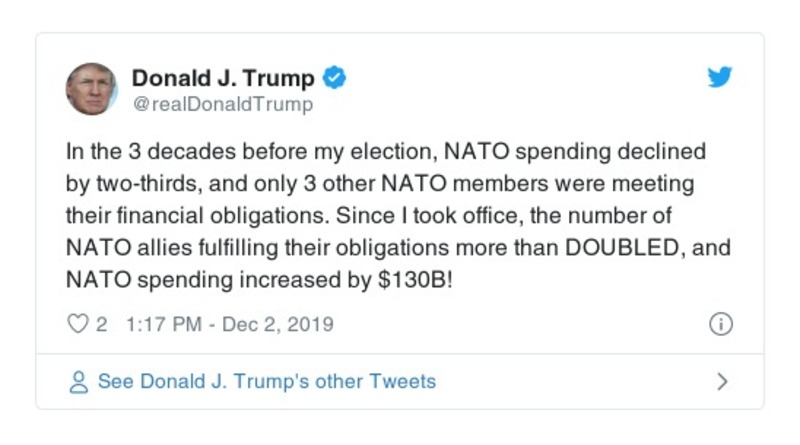 Donald J. Trump
@realDonaldTrump
In the 3 decades before my election, NATO spending declined
by two-thirds, and only 3 other NATO members were meeting
their financial obligations. Since I took office, the number of
NATO allies fulfilling their obligations more than DOUBLED, and
NATO spending increased by $130B!
2 1:17 PM - Dec 2, 2019
See Donald J. Trump's other Tweets